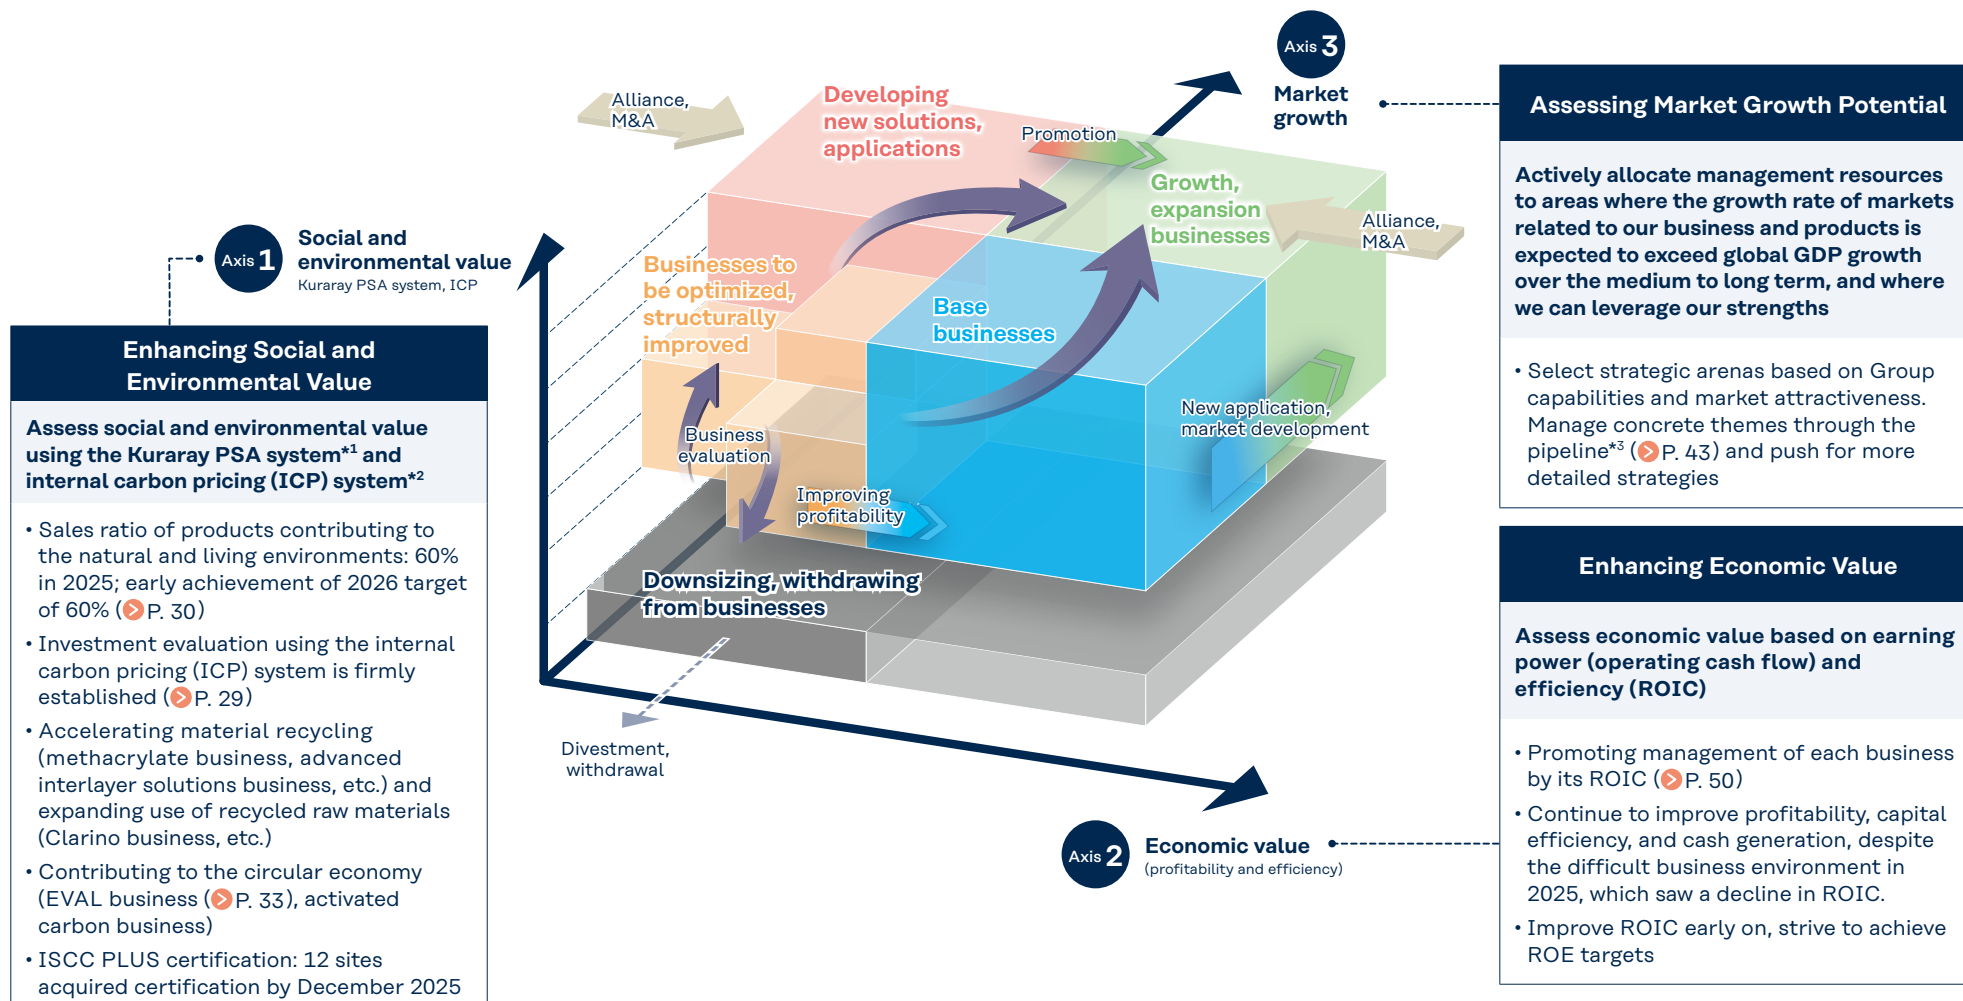 Axis 1
Social and
environmental value
Kuraray PSA system, ICP
Enhancing Social and
Environmental Value
Assess social and environmental value
using the Kuraray PSA system*1 and
internal carbon pricing (ICP) system*2
• Sales ratio of products contributing to
the natural and living environments: 60%
in 2025; early achievement of 2026 target
of 60% (P. 30)
• Investment evaluation using the internal
carbon pricing (ICP) system is firmly
established (P. 29)
• Accelerating material recycling
(methacrylate business, advanced
interlayer solutions business, etc.) and
expanding use of recycled raw materials
(Clarino business, etc.)
• Contributing to the circular economy
(EVAL business (P. 33), activated
carbon business)
• ISCC PLUS certification: 12 sites
acquired certification by December 2025
Alliance,
M&A
Developing
new solutions,
applications
Promotion
Growth,
expansion
businesses
Alliance,
M&A
Businesses to
be optimized,
structurally
improved
Base
businesses
Business
evaluation
New application,
market development
Improving
profitability
Downsizing, withdrawing
from businesses
Divestment,
withdrawal
Axis 3
Market
growth
Axis 2
Economic value
(profitability and efficiency)
Assessing Market Growth Potential
Actively allocate management resources
to areas where the growth rate of markets
related to our business and products is
expected to exceed global GDP growth
over the medium to long term, and where
we can leverage our strengths
• Select strategic arenas based on Group
capabilities and market attractiveness.
Manage concrete themes through the
pipeline*3 (P. 43) and push for more
detailed strategies
Enhancing Economic Value
Assess economic value based on earning
power (operating cash flow) and
efficiency (ROIC)
• Promoting management of each business
by its ROIC (P. 50)
• Continue to improve profitability, capital
efficiency, and cash generation, despite
the difficult business environment in
2025, which saw a decline in ROIC.
• Improve ROIC early on, strive to achieve
ROE targets